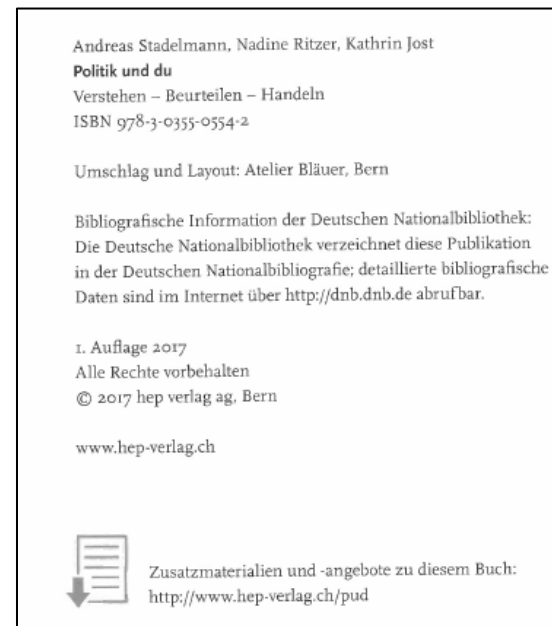 Andreas Stadelmann, Nadine Ritzer, Kathrin Jost
Politik und du
Verstehen – Beurteilen – Handeln
ISBN 978-3-0355-0554-2
Umschlag und Layout: Atelier Bläuer, Bern
Bibliografische Information der Deutschen Nationalbibliothek:
Die Deutsche Nationalbibliothek verzeichnet diese Publikation
in der Deutschen Nationalbibliografie; detaillierte bibliografische
Daten sind im Internet über http://dnb.dnb.de abrufbar.
1. Auflage 2017
Alle Rechte vorbehalten
© 2017 hep verlag ag, Bern
www.hep-verlag.ch
Zusatzmaterialien und -angebote zu diesem Buch:
http://www.hep-verlag.ch/pud